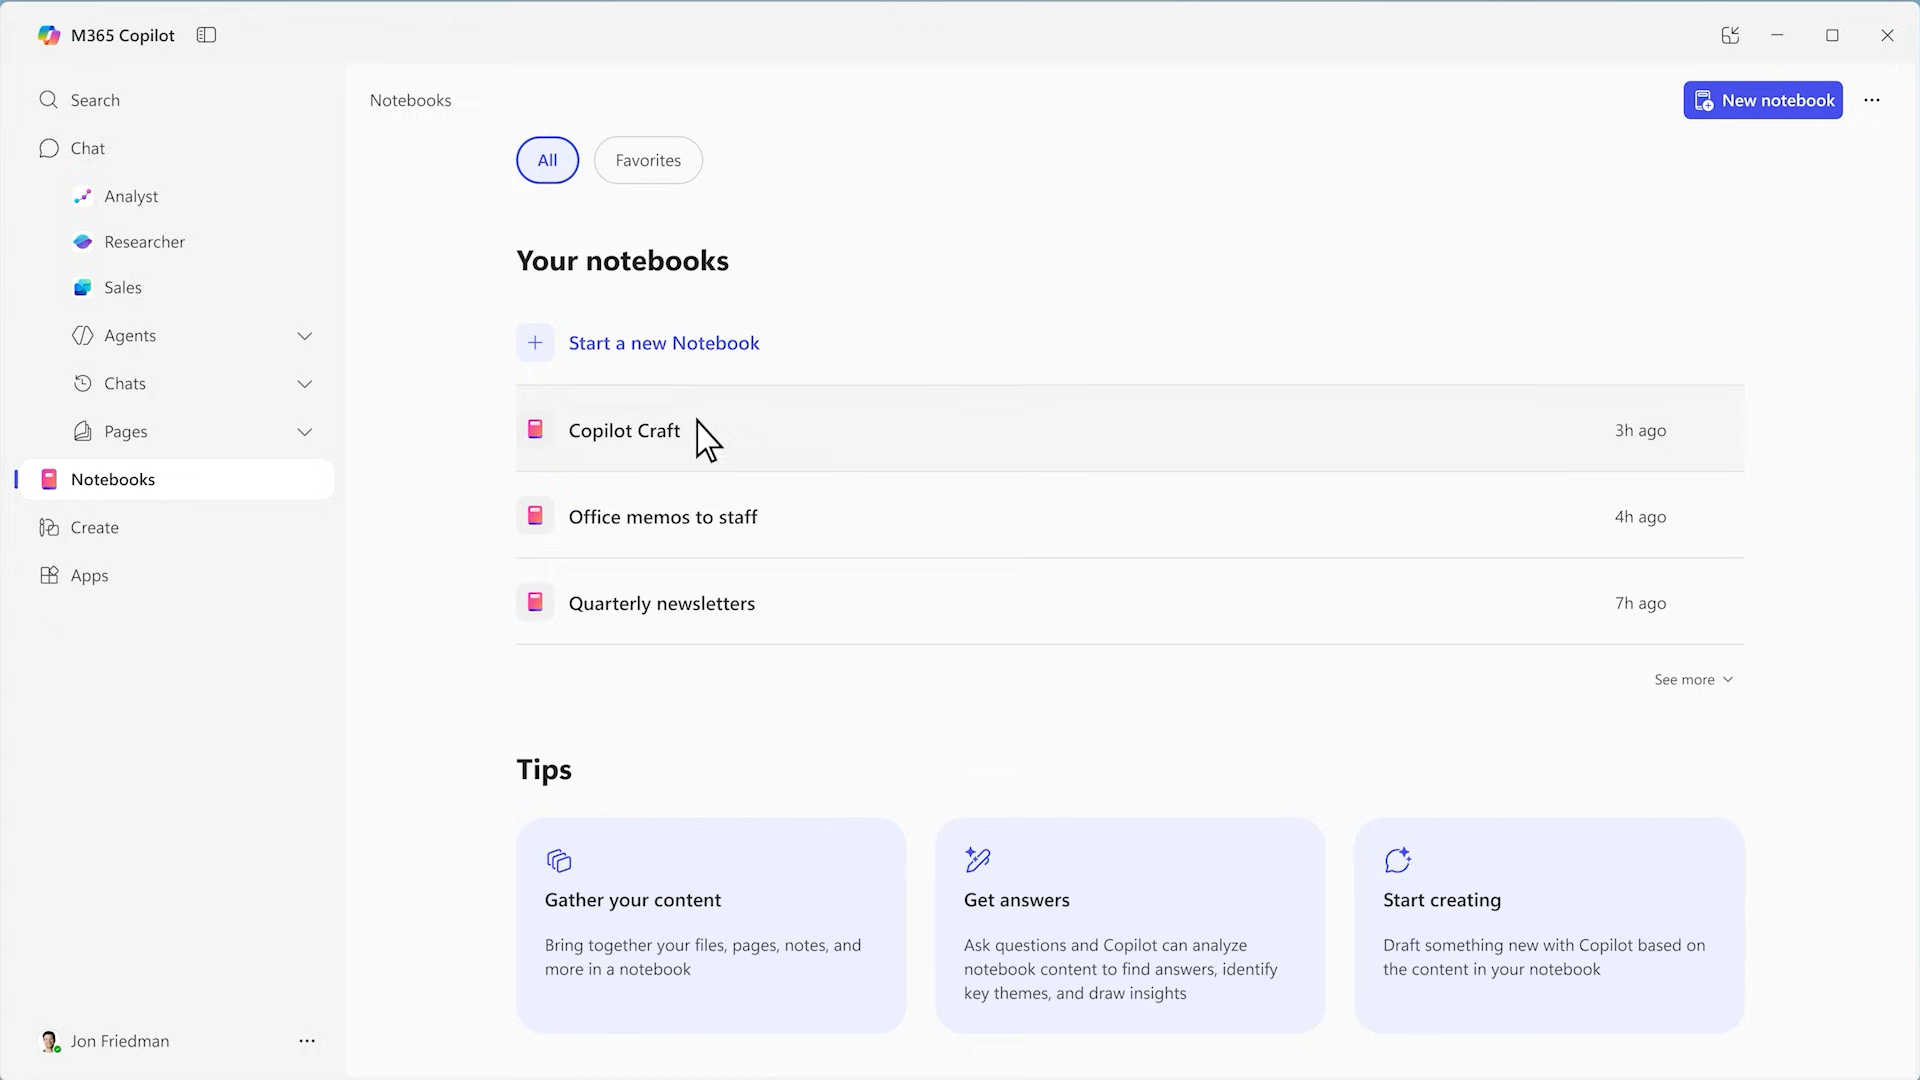 M365 Copilot
Search
Chat
Analyst
Researcher
Sales
Agents
Chats
Pages
Notebooks
Create
Apps
Jon Friedman
Notebooks
New notebook
All
Favorites
Your notebooks
Start a new Notebook
Copilot Craft
3h ago
Office memos to staff
4h ago
Quarterly newsletters
7h ago
See more
Tips
Gather your content
Bring together your files, pages, notes, and
more in a notebook
Get answers
Ask questions and Copilot can analyze
notebook content to find answers, identify
key themes, and draw insights
Start creating
Draft something new with Copilot based on
the content in your notebook